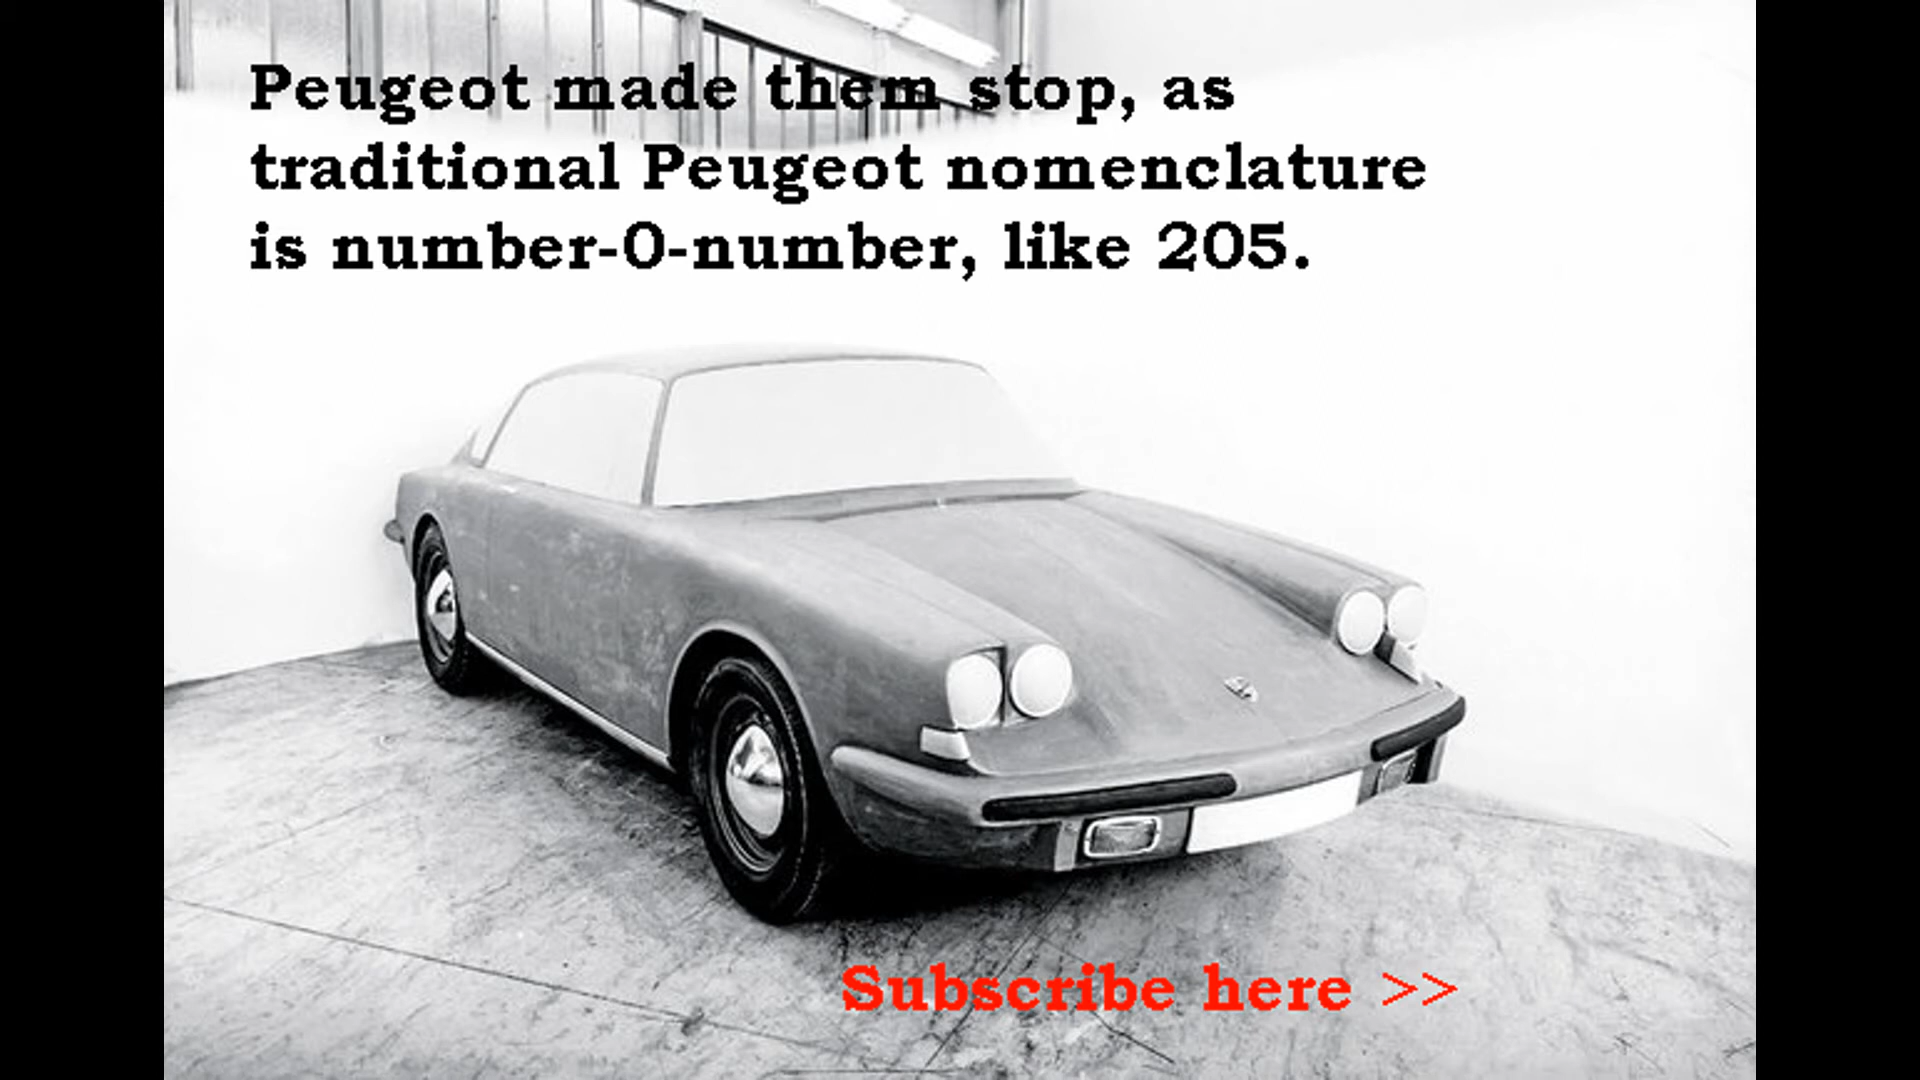 Peugeot made them stop, as
traditional Peugeot nomenclature
is number-0-number, like 205.
Subscribe here >>